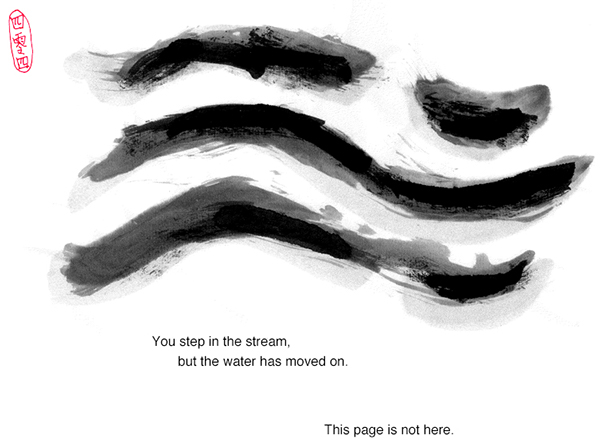 四零四
You step in the stream,
but the water has moved on.
This page is not here.